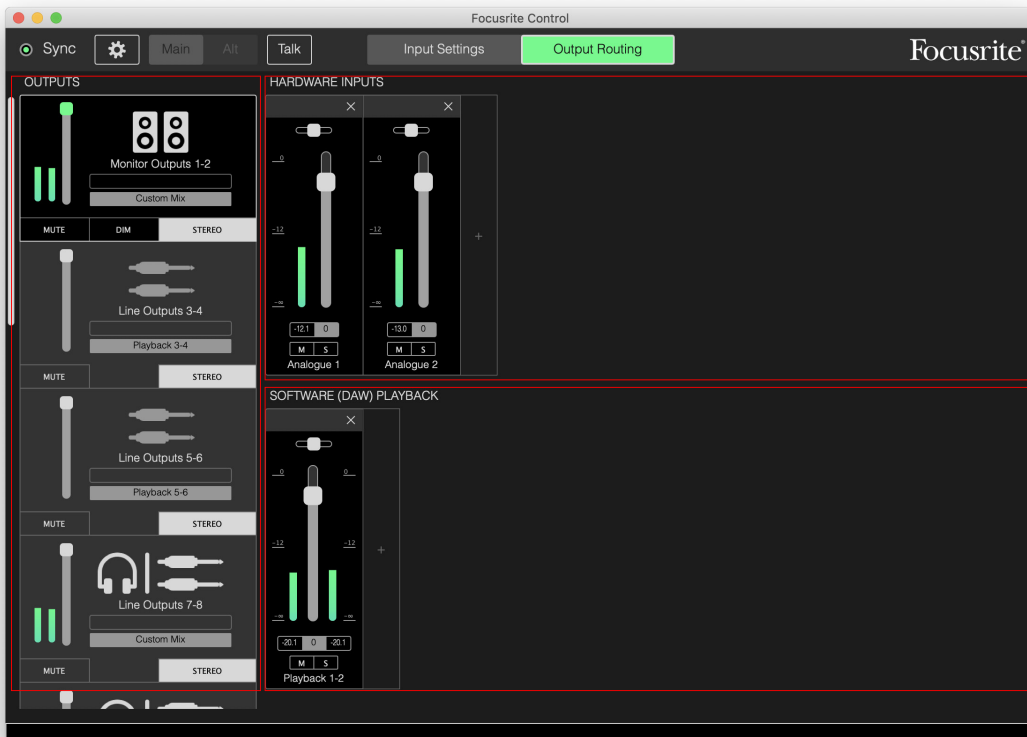 Focusrite Control
Sync
Main
Alt
Talk
Input Settings
Output Routing
Focusrite®
OUTPUTS
Monitor Outputs 1-2
Custom Mix
MUTE
DIM
STEREO
Line Outputs 3-4
Playback 3-4
MUTE
STEREO
Line Outputs 5-6
Playback 5-6
MUTE
STEREO
Line Outputs 7-8
Custom Mix
MUTE
STEREO
HARDWARE INPUTS
0
-12
-∞
-12.1 0
M S
Analogue 1
0
-12
-∞
-13.0 0
M S
Analogue 2
+
SOFTWARE (DAW) PLAYBACK
0 0
-12 -12
-∞ -∞
-20.1 0 -20.1
M S
Playback 1-2
+